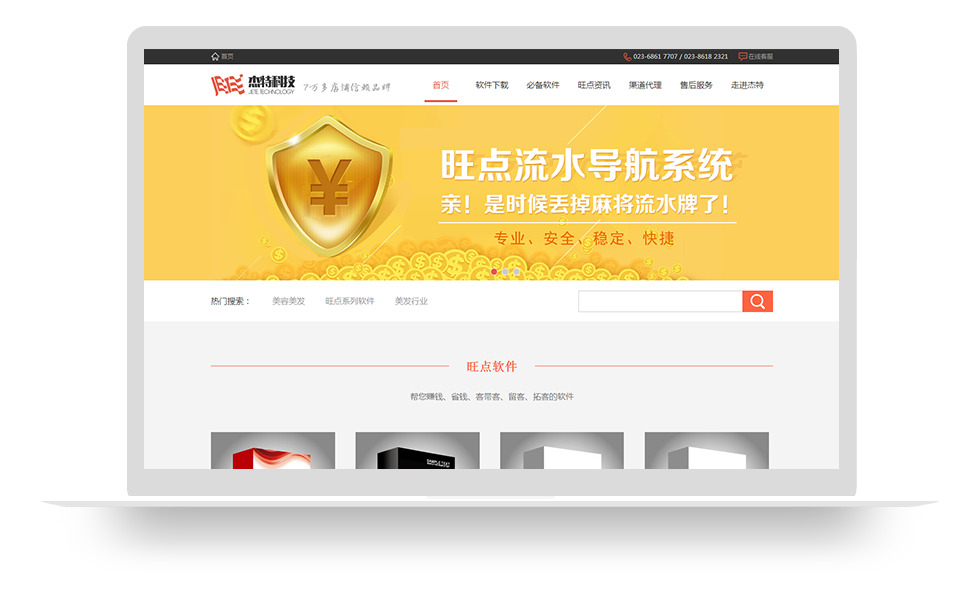 首页
023-6861 7707 / 023-8618 2321 在线客服
杰特科技
JETE TECHNOLOGY
7万多店铺信赖品牌
首页 软件下载 必备软件 旺点资讯 渠道代理 售后服务 走进杰特
¥
旺点流水导航系统
亲！是时候丢掉麻将流水牌了！
专业、安全、稳定、快捷
热门搜索： 美容美发 旺点系列软件 美发行业
旺点软件
帮您赚钱、省钱、客带客、留客、拓客的软件
SAMPLE TEXT